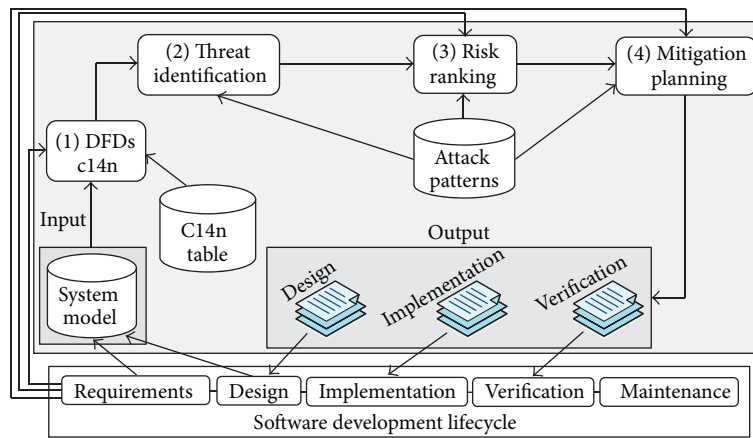 (2) Threat
identification
(3) Risk
ranking
(4) Mitigation
planning
(1) DFDs
c14n
Attack
patterns
Input
C14n
table
Output
System
model
Design
Implementation
Verification
Requirements
Design
Implementation
Verification
Maintenance
Software development lifecycle